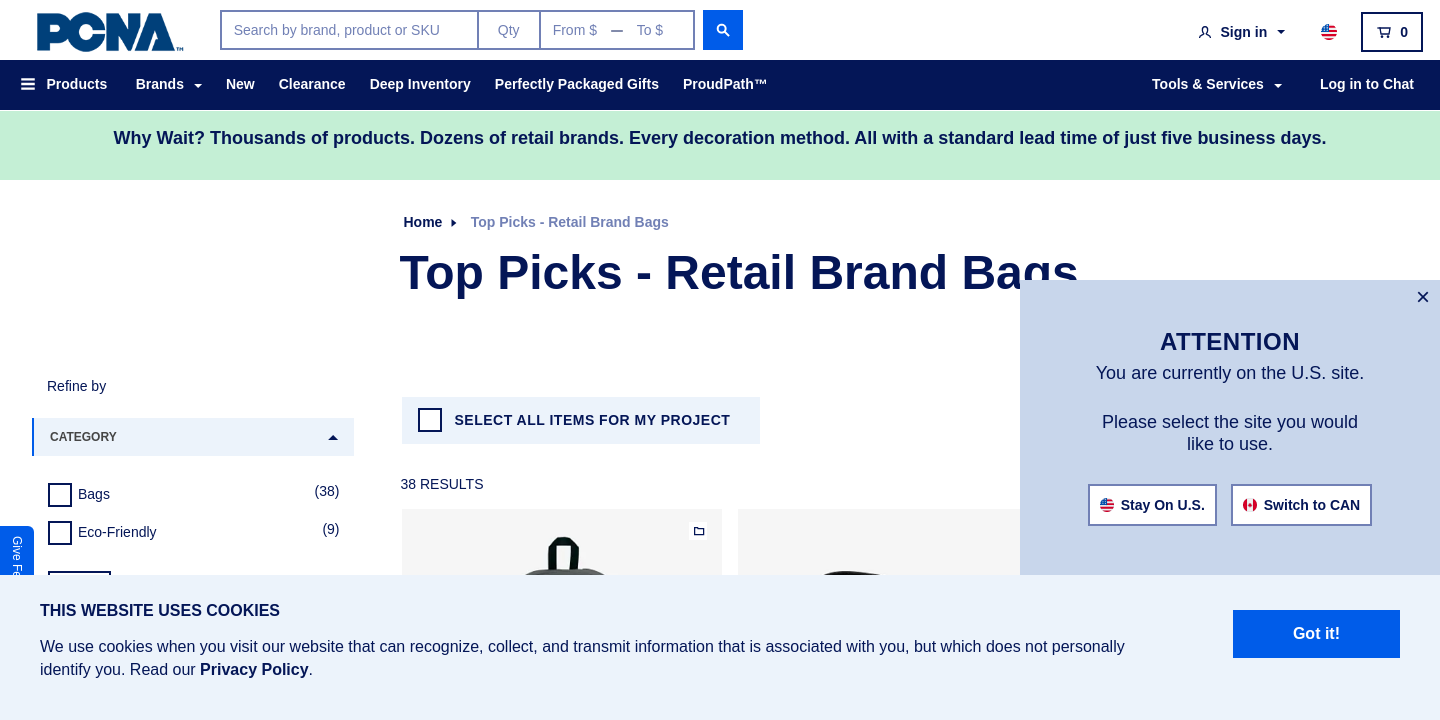 PCNA™
Search by brand, product or SKU
Qty
From $ — To $
Sign in
0
Products
Brands
New
Clearance
Deep Inventory
Perfectly Packaged Gifts
ProudPath™
Tools & Services
Log in to Chat
Why Wait? Thousands of products. Dozens of retail brands. Every decoration method. All with a standard lead time of just five business days.
Home
Top Picks - Retail Brand Bags
Top Picks - Retail Brand Bags
Refine by
CATEGORY
Bags (38)
Eco-Friendly (9)
SELECT ALL ITEMS FOR MY PROJECT
38 RESULTS
×
ATTENTION
You are currently on the U.S. site.
Please select the site you would
like to use.
Stay On U.S.
Switch to CAN
Give Fe
THIS WEBSITE USES COOKIES
We use cookies when you visit our website that can recognize, collect, and transmit information that is associated with you, but which does not personally
identify you. Read our Privacy Policy.
Got it!